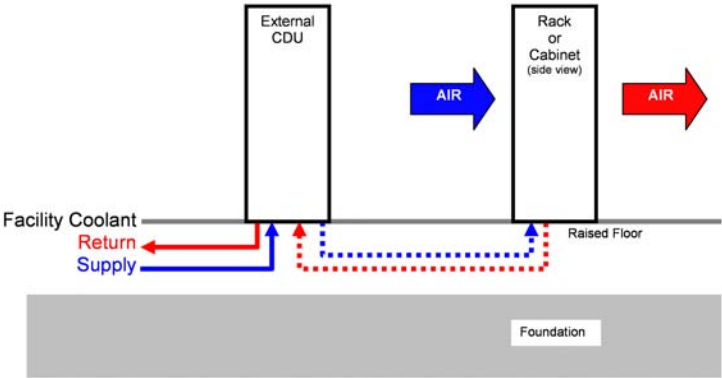 External
CDU
Rack
or
Cabinet
(side view)
AIR
AIR
Facility Coolant
Return
Supply
Raised Floor
Foundation